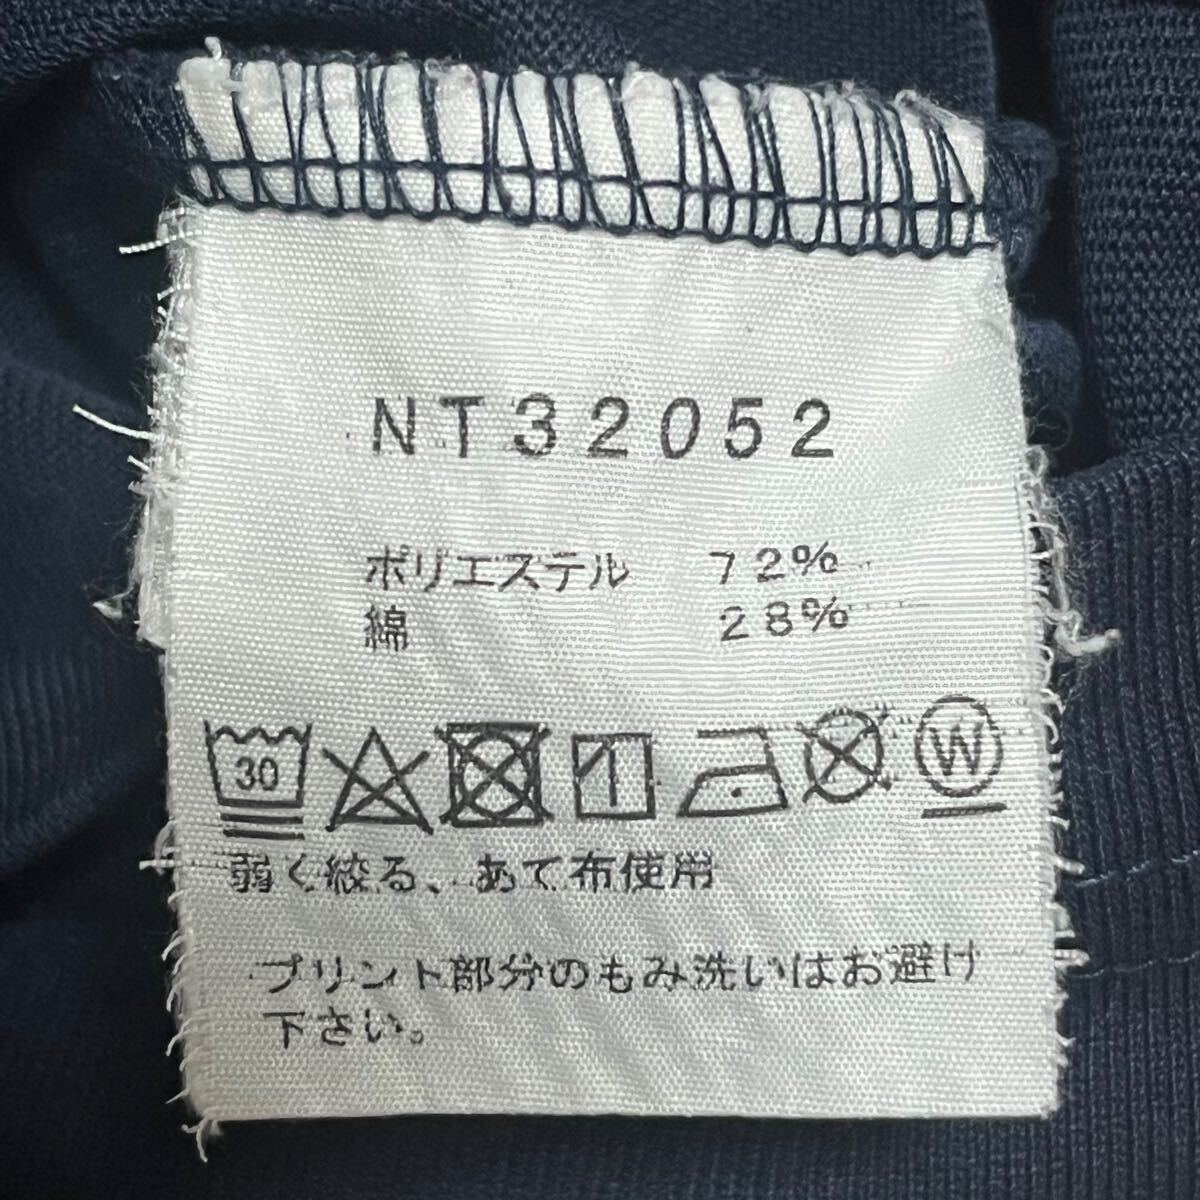 NT32052
ポリエステル 72%
綿 28%
30 W
弱く絞る、あて布使用
プリント部分のもみ洗いはお避け
下さい。